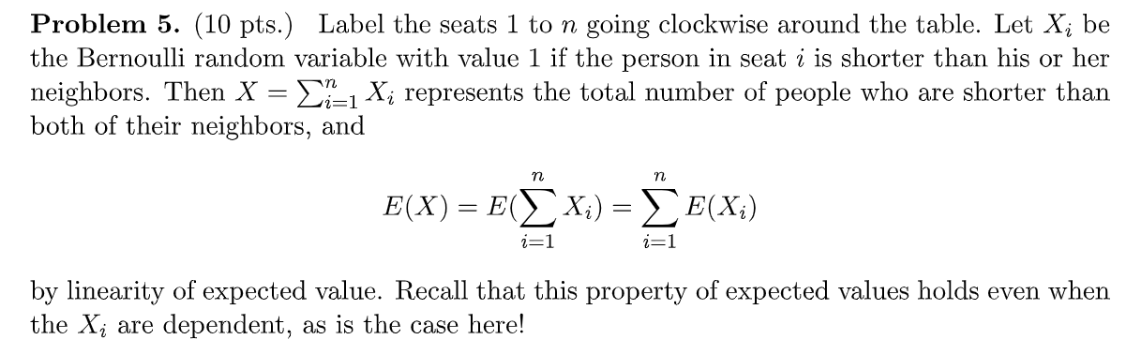 Problem 5. (10 pts.) Label the seats 1 to n going clockwise around the table. Let X_i be
the Bernoulli random variable with value 1 if the person in seat i is shorter than his or her
neighbors. Then X = ∑_{i=1}^{n} X_i represents the total number of people who are shorter than
both of their neighbors, and
E(X) = E(∑_{i=1}^{n} X_i) = ∑_{i=1}^{n} E(X_i)
by linearity of expected value. Recall that this property of expected values holds even when
the X_i are dependent, as is the case here!